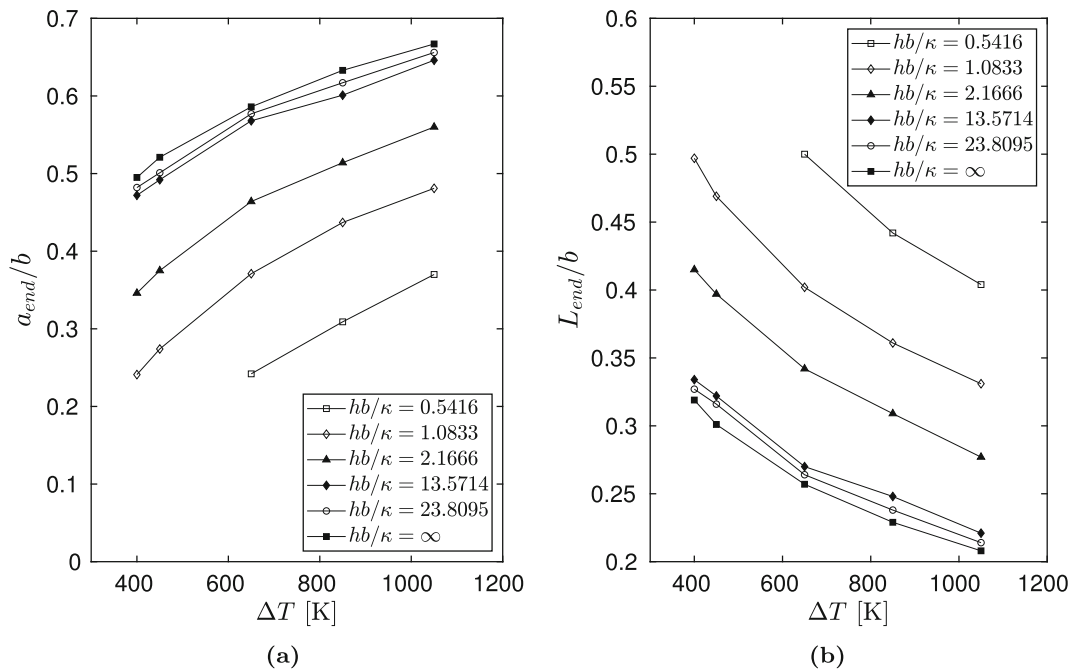 0.7
0.6
0.5
0.4
0.3
0.2
0.1
0
a_end/b
400 600 800 1000 1200
ΔT [K]
hb/κ = 0.5416
hb/κ = 1.0833
hb/κ = 2.1666
hb/κ = 13.5714
hb/κ = 23.8095
hb/κ = ∞
(a)
0.6
0.55
0.5
0.45
0.4
0.35
0.3
0.25
0.2
L_end/b
400 600 800 1000 1200
ΔT [K]
hb/κ = 0.5416
hb/κ = 1.0833
hb/κ = 2.1666
hb/κ = 13.5714
hb/κ = 23.8095
hb/κ = ∞
(b)